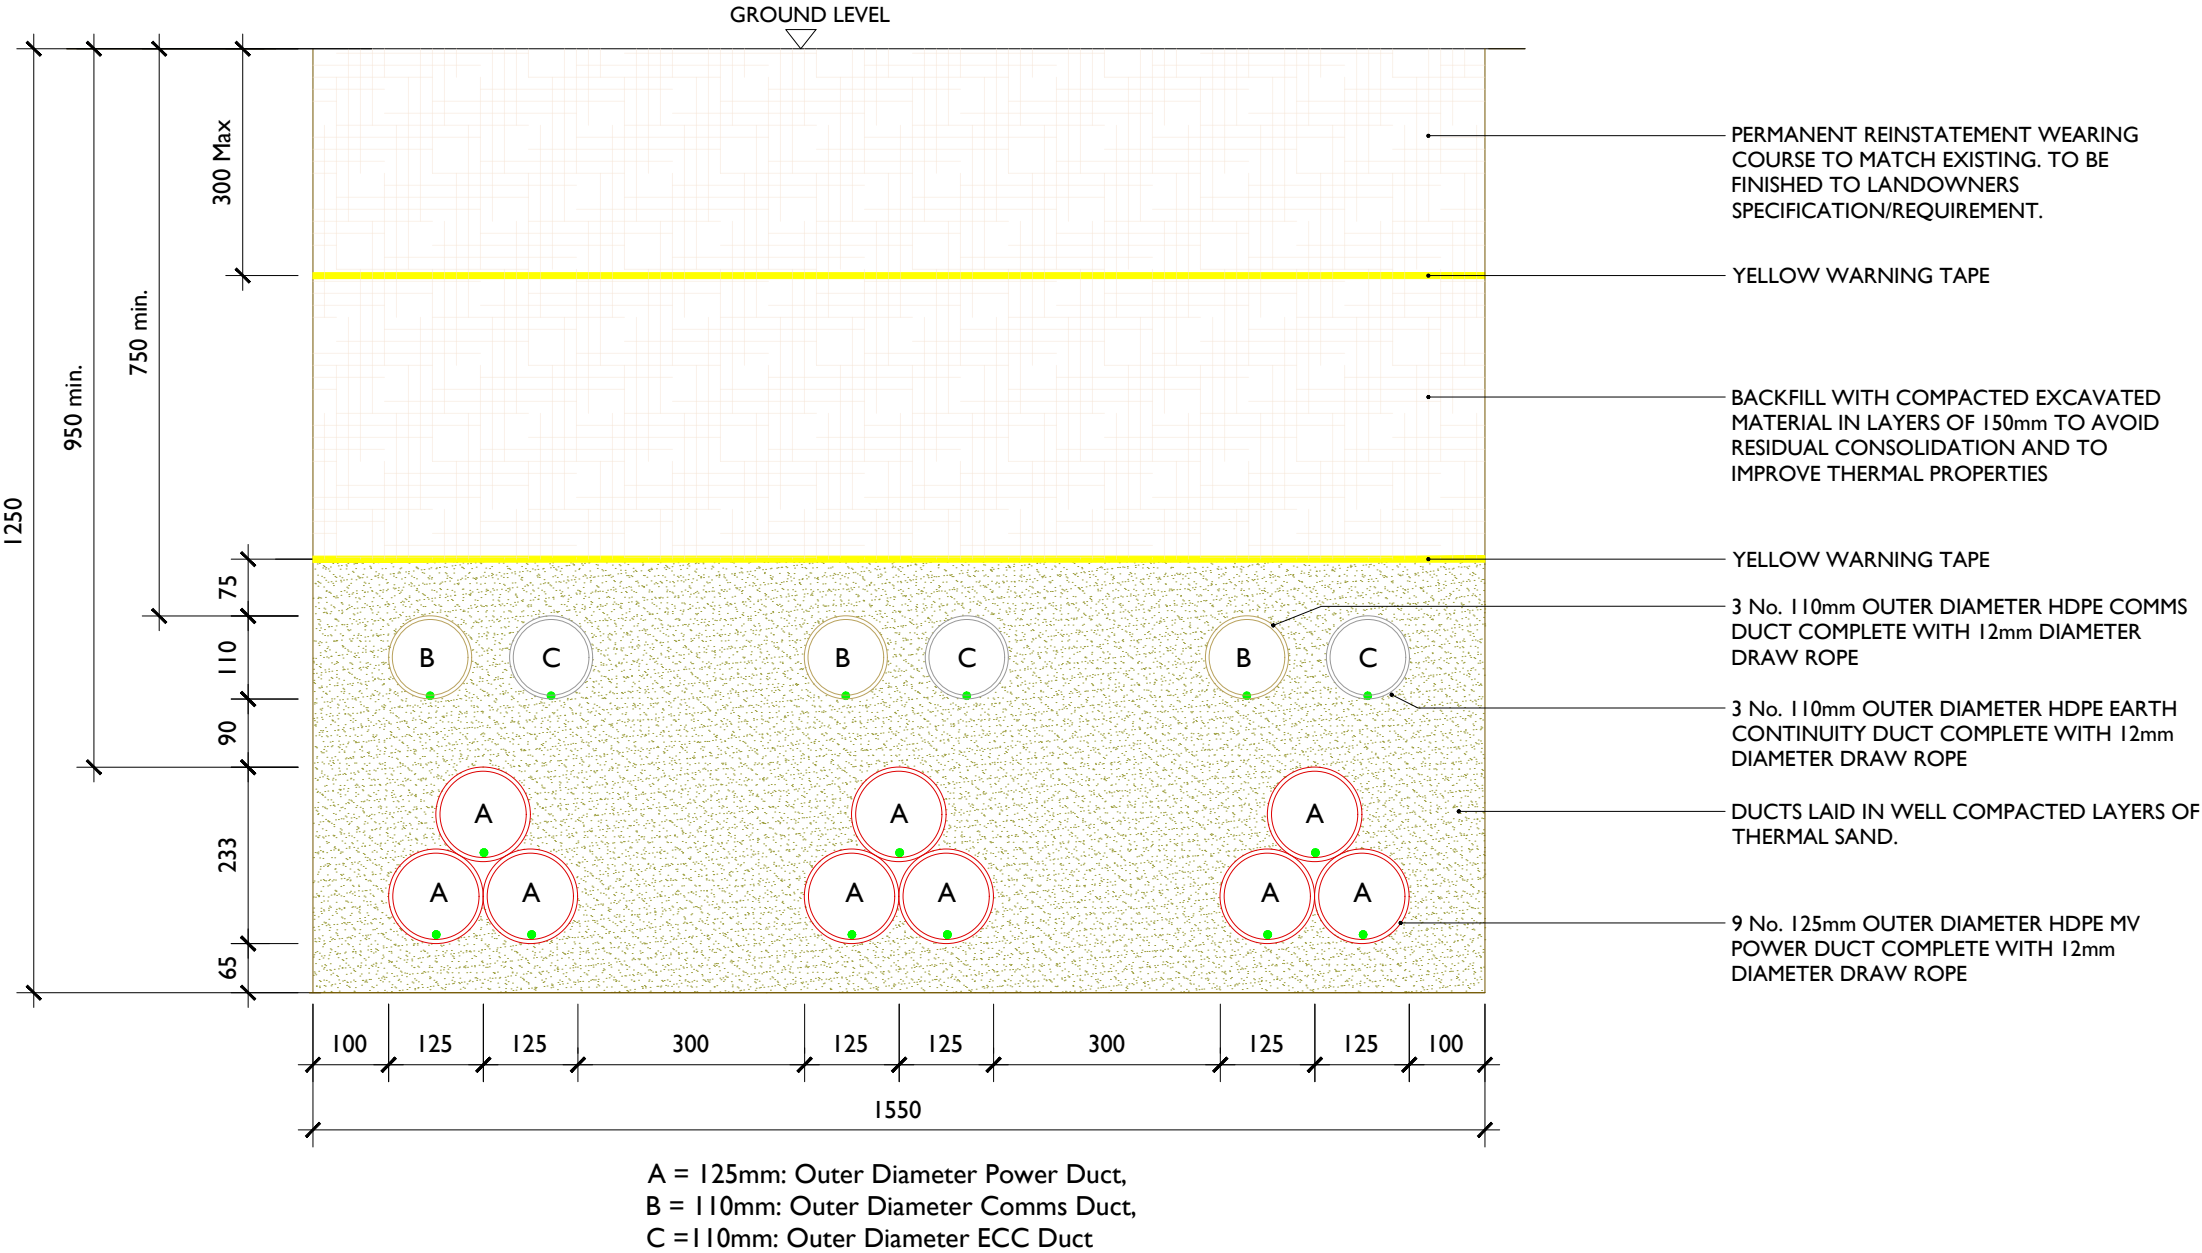 GROUND LEVEL
1250
950 min.
750 min.
300 Max
75
110
90
233
65
PERMANENT REINSTATEMENT WEARING
COURSE TO MATCH EXISTING. TO BE
FINISHED TO LANDOWNERS
SPECIFICATION/REQUIREMENT.
YELLOW WARNING TAPE
BACKFILL WITH COMPACTED EXCAVATED
MATERIAL IN LAYERS OF 150mm TO AVOID
RESIDUAL CONSOLIDATION AND TO
IMPROVE THERMAL PROPERTIES
YELLOW WARNING TAPE
3 No. 110mm OUTER DIAMETER HDPE COMMS
DUCT COMPLETE WITH 12mm DIAMETER
DRAW ROPE
3 No. 110mm OUTER DIAMETER HDPE EARTH
CONTINUITY DUCT COMPLETE WITH 12mm
DIAMETER DRAW ROPE
DUCTS LAID IN WELL COMPACTED LAYERS OF
THERMAL SAND.
9 No. 125mm OUTER DIAMETER HDPE MV
POWER DUCT COMPLETE WITH 12mm
DIAMETER DRAW ROPE
B C B C B C
A A A
A A A A A A
100 125 125 300 125 125 300 125 125 100
1550
A = 125mm: Outer Diameter Power Duct,
B = 110mm: Outer Diameter Comms Duct,
C =110mm: Outer Diameter ECC Duct